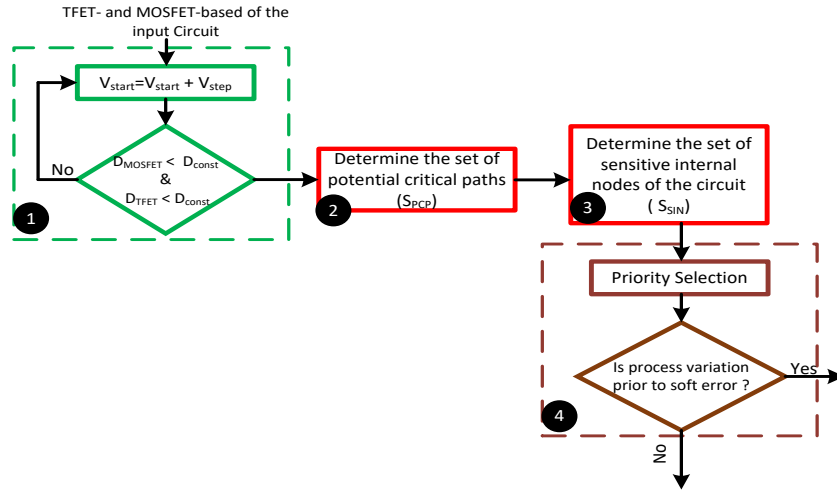 TFET- and MOSFET-based of the
input Circuit
Vstart=Vstart + Vstep
DMOSFET < Dconst
&
DTFET < Dconst
No
1
Determine the set of
potential critical paths
(SPCP)
2
Determine the set of
sensitive internal
nodes of the circuit
( SSIN)
3
Priority Selection
Is process variation
prior to soft error ?
Yes
4
No